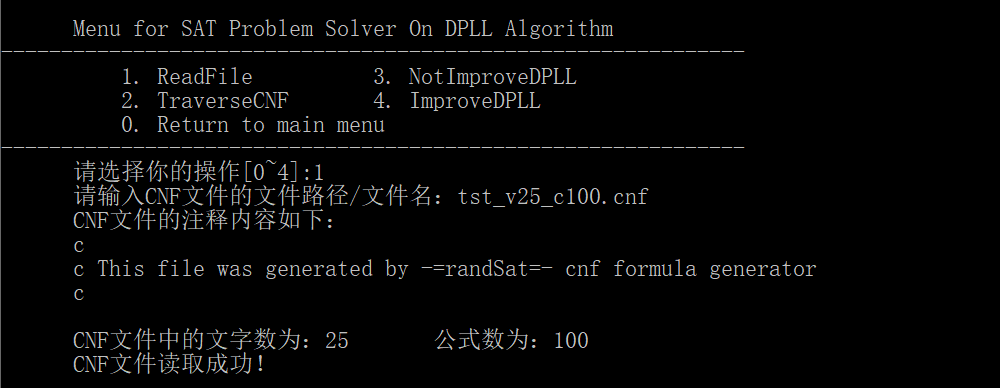 Menu for SAT Problem Solver On DPLL Algorithm
--------------------------------------------------------------
1. ReadFile 3. NotImproveDPLL
2. TraverseCNF 4. ImproveDPLL
0. Return to main menu
--------------------------------------------------------------
请选择你的操作[0~4]:1
请输入CNF文件的文件路径/文件名：tst_v25_c100.cnf
CNF文件的注释内容如下：
c
c This file was generated by -=randSat=- cnf formula generator
c
CNF文件中的文字数为：25 公式数为：100
CNF文件读取成功！